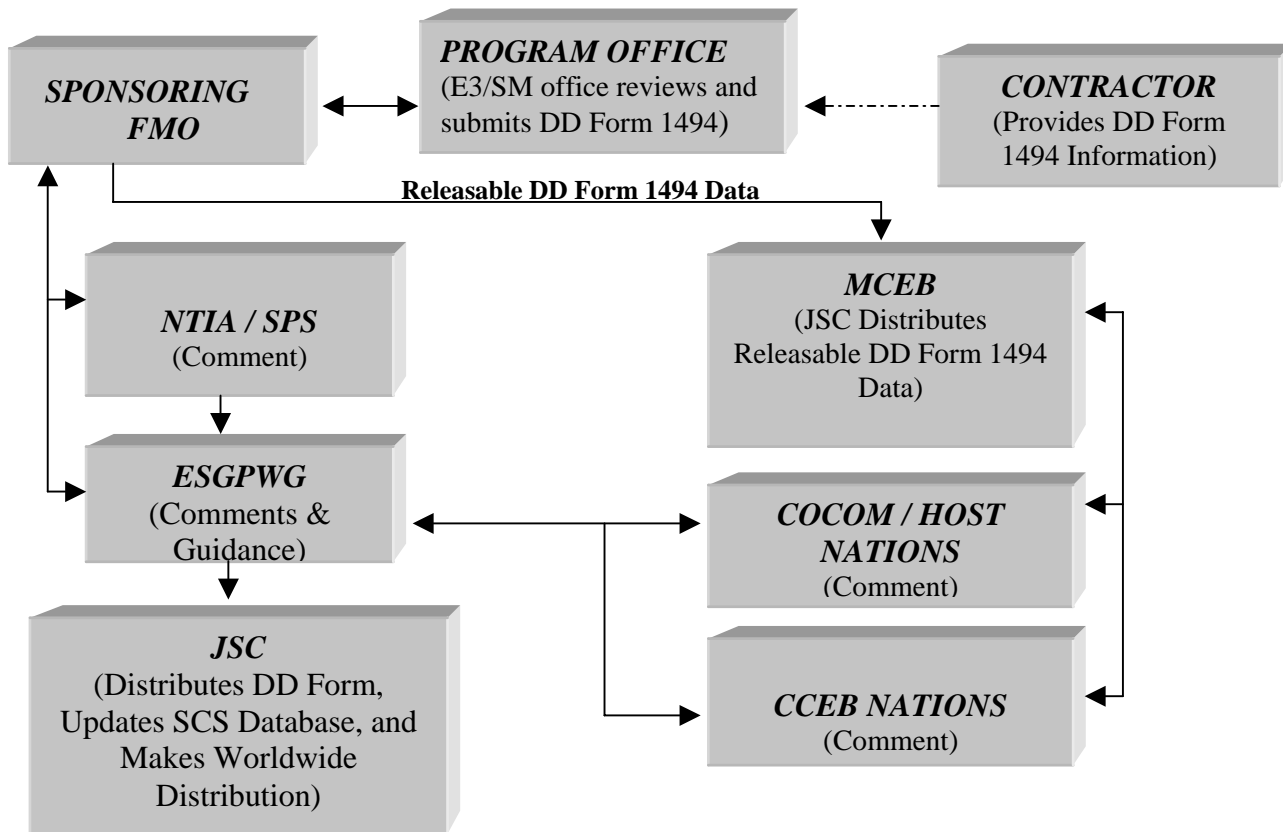 SPONSORING
FMO
PROGRAM OFFICE
(E3/SM office reviews and
submits DD Form 1494)
CONTRACTOR
(Provides DD Form
1494 Information)
Releasable DD Form 1494 Data
NTIA / SPS
(Comment)
MCEB
(JSC Distributes
Releasable DD Form 1494
Data)
ESGPWG
(Comments &
Guidance)
COCOM / HOST
NATIONS
(Comment)
JSC
(Distributes DD Form,
Updates SCS Database, and
Makes Worldwide
Distribution)
CCEB NATIONS
(Comment)